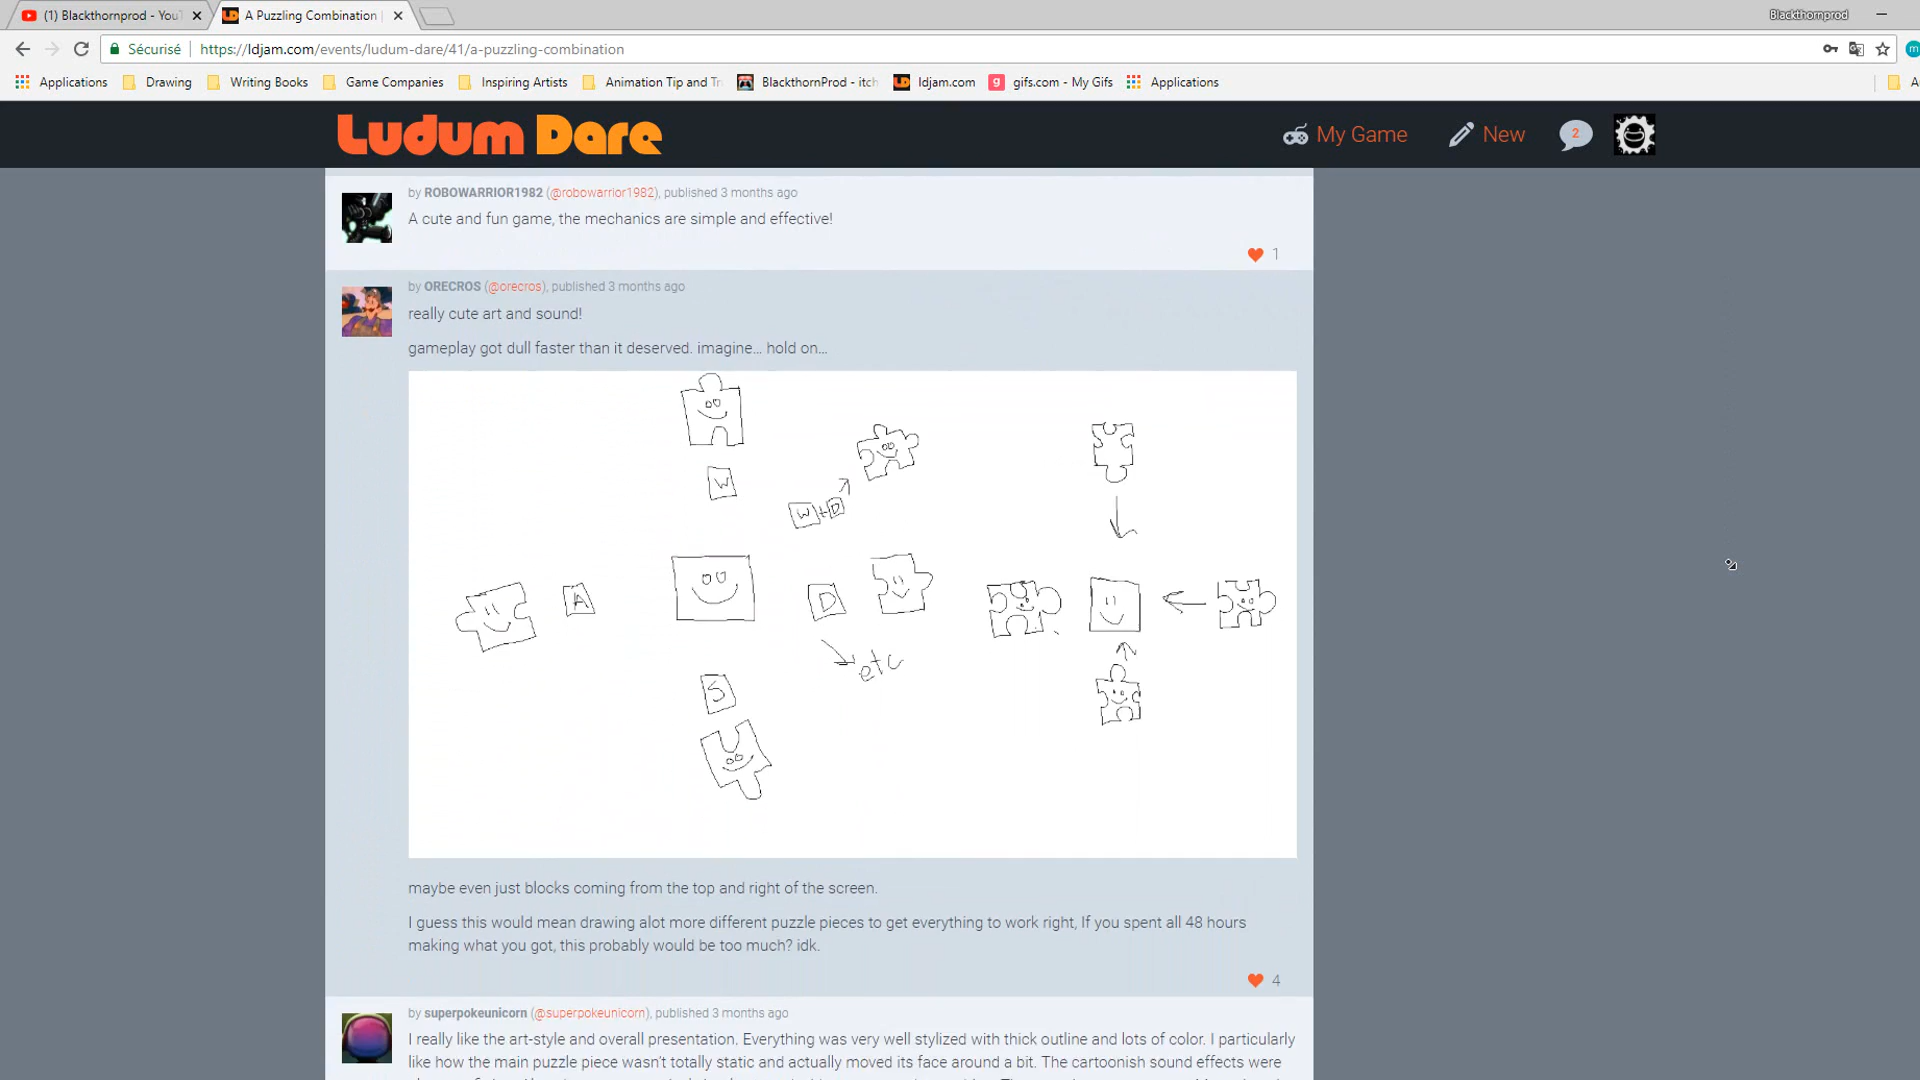 (1) Blackthornprod - You
A Puzzling Combination
Blackthornprod
Sécurisé
https://ldjam.com/events/ludum-dare/41/a-puzzling-combination
Applications
Drawing
Writing Books
Game Companies
Inspiring Artists
Animation Tip and Tr
BlackthornProd - itch
ldjam.com
gifs.com - My Gifs
Applications
Ludum Dare
My Game
New
2
by ROBOWARRIOR1982 (@robowarrior1982), published 3 months ago
A cute and fun game, the mechanics are simple and effective!
1
by ORECROS (@orecros), published 3 months ago
really cute art and sound!
gameplay got dull faster than it deserved. imagine... hold on...
W
W+D
A
D
etc
S
maybe even just blocks coming from the top and right of the screen.
I guess this would mean drawing alot more different puzzle pieces to get everything to work right, If you spent all 48 hours
making what you got, this probably would be too much? idk.
4
by superpokeunicorn (@superpokeunicorn), published 3 months ago
I really like the art-style and overall presentation. Everything was very well stylized with thick outline and lots of color. I particularly
like how the main puzzle piece wasn't totally static and actually moved its face around a bit. The cartoonish sound effects were